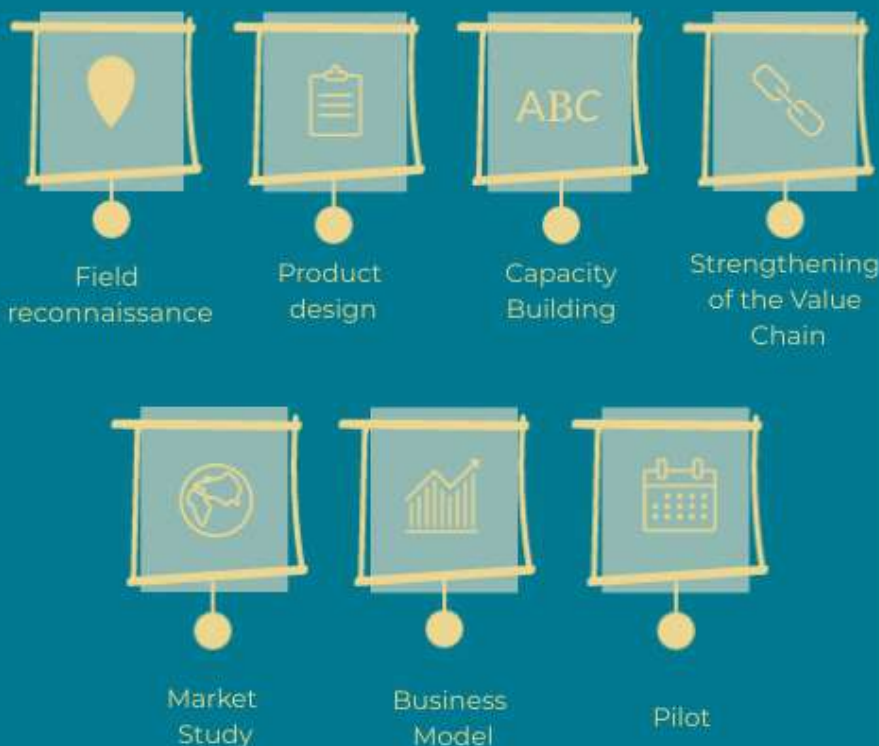 ABC
Field
reconnaissance
Product
design
Capacity
Building
Strengthening
of the Value
Chain
Market
Study
Business
Model
Pilot